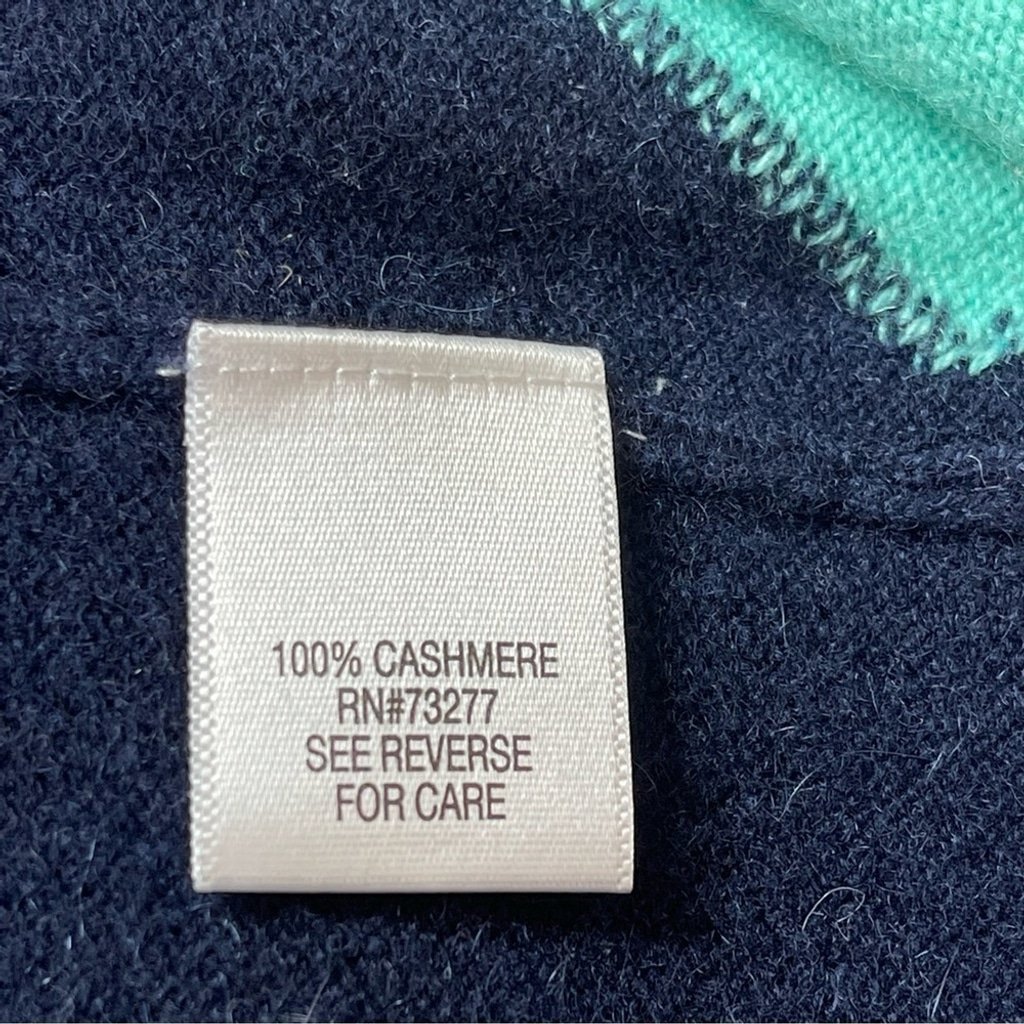 100% CASHMERE
RN#73277
SEE REVERSE
FOR CARE